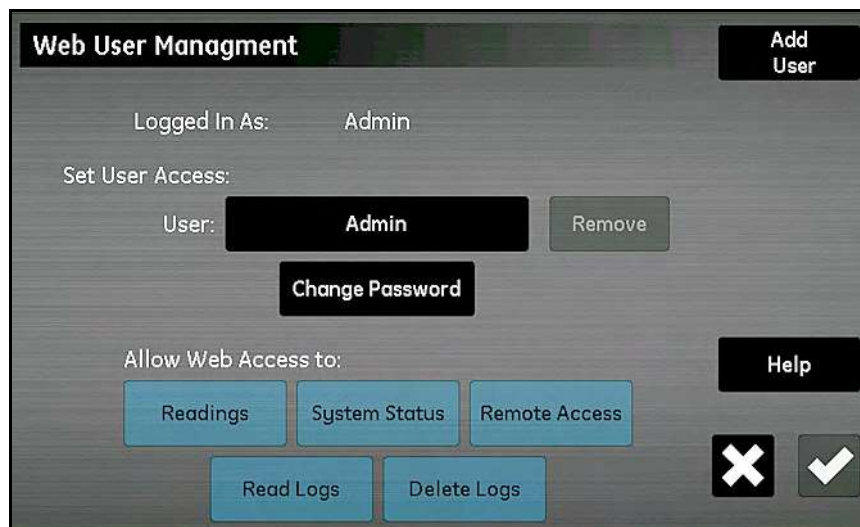 Web User Managment
Add
User
Logged In As: Admin
Set User Access:
User: Admin Remove
Change Password
Allow Web Access to:
Help
Readings System Status Remote Access
Read Logs Delete Logs